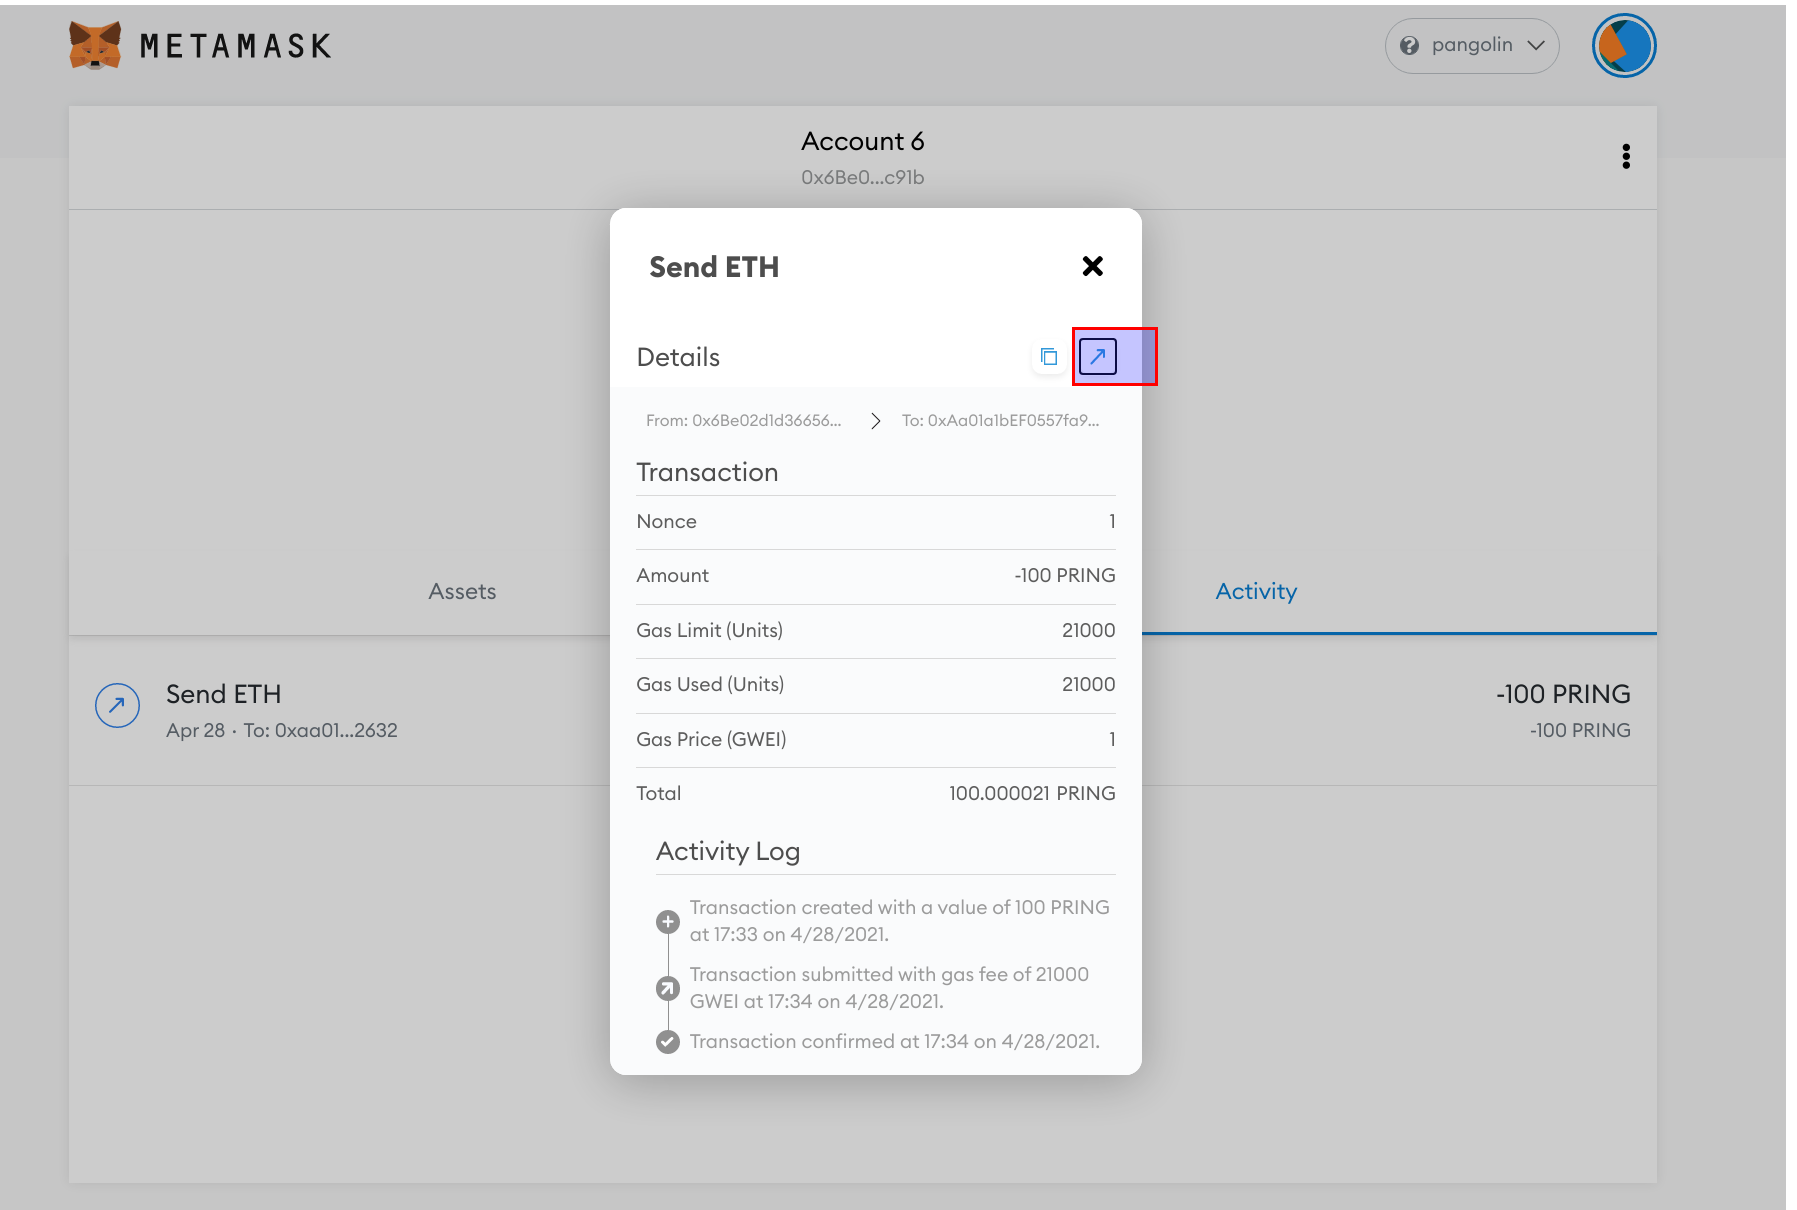 METAMASK
pangolin
Account 6
0x6Be0...c91b
Send ETH
Details
From: 0x6Be02d1d36656...
To: 0xAa01a1bEF0557fa9...
Transaction
Nonce 1
Amount -100 PRING
Gas Limit (Units) 21000
Gas Used (Units) 21000
Gas Price (GWEI) 1
Total 100.000021 PRING
Activity Log
Transaction created with a value of 100 PRING
at 17:33 on 4/28/2021.
Transaction submitted with gas fee of 21000
GWEI at 17:34 on 4/28/2021.
Transaction confirmed at 17:34 on 4/28/2021.
Assets
Activity
Send ETH
Apr 28 · To: 0xaa01...2632
-100 PRING
-100 PRING